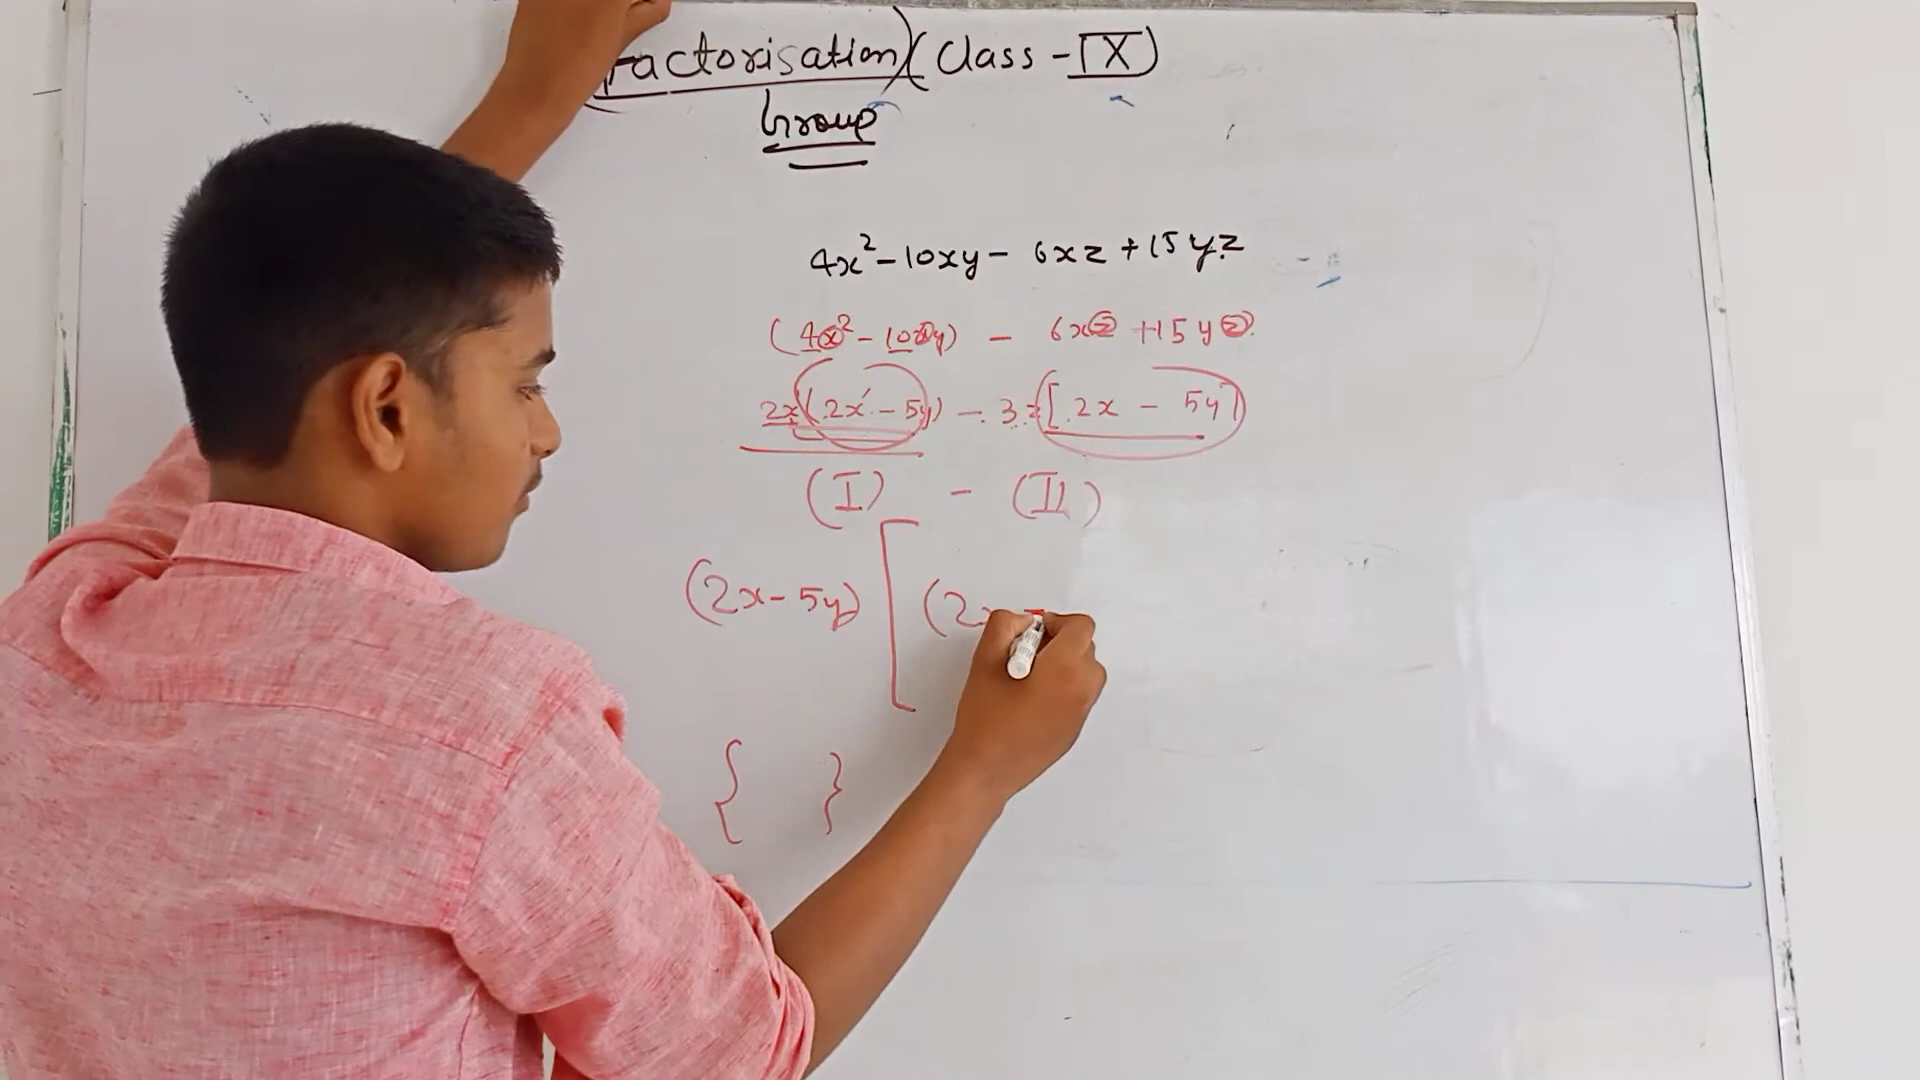 Factorisation) (Class - IX)
Group
4x² - 10xy - 6xz + 15yz
(4x² - 10xy) - 6xz + 15yz
2x(2x - 5y) - 3z[2x - 5y]
(I) - (II)
(2x - 5y) [ (2x -
{ }